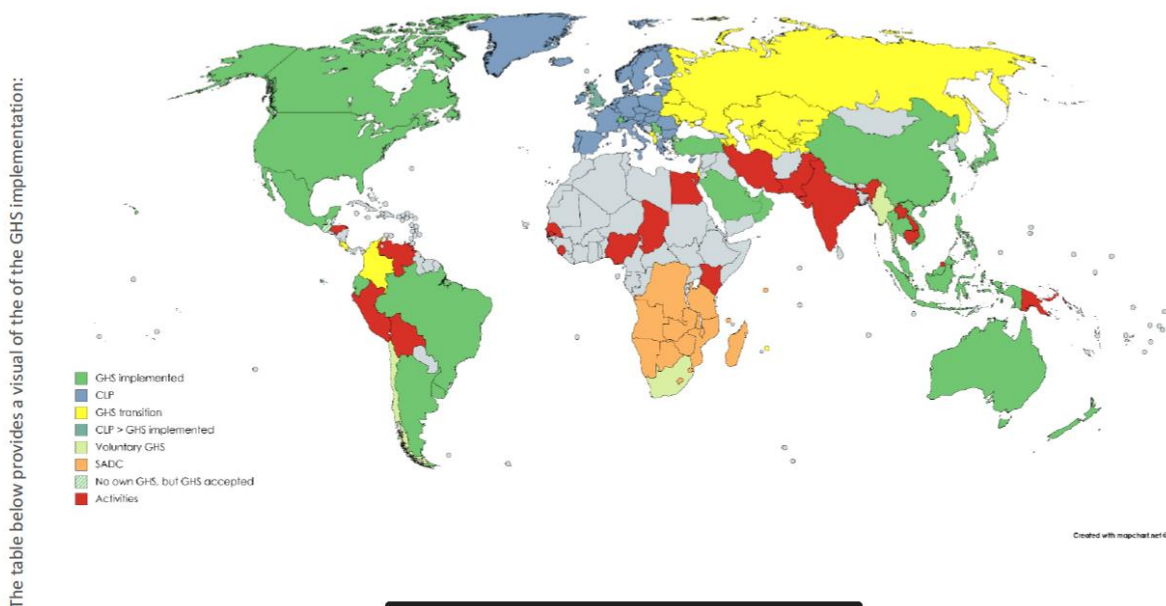 The table below provides a visual of the of the GHS implementation:
GHS implemented
CLP
GHS transition
CLP > GHS implemented
Voluntary GHS
SADC
No own GHS, but GHS accepted
Activities
Created with mapchart.net